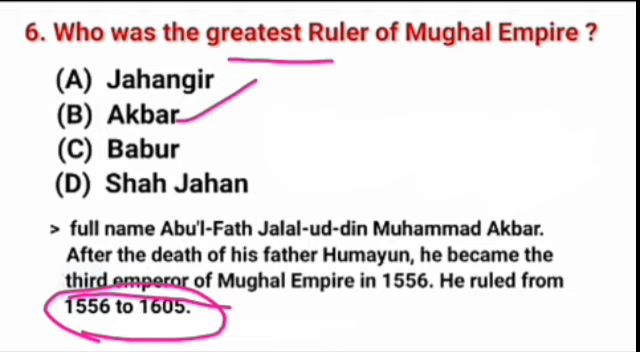 6. Who was the greatest Ruler of Mughal Empire ?
(A) Jahangir
(B) Akbar
(C) Babur
(D) Shah Jahan
> full name Abu'l-Fath Jalal-ud-din Muhammad Akbar.
After the death of his father Humayun, he became the
third emperor of Mughal Empire in 1556. He ruled from
1556 to 1605.